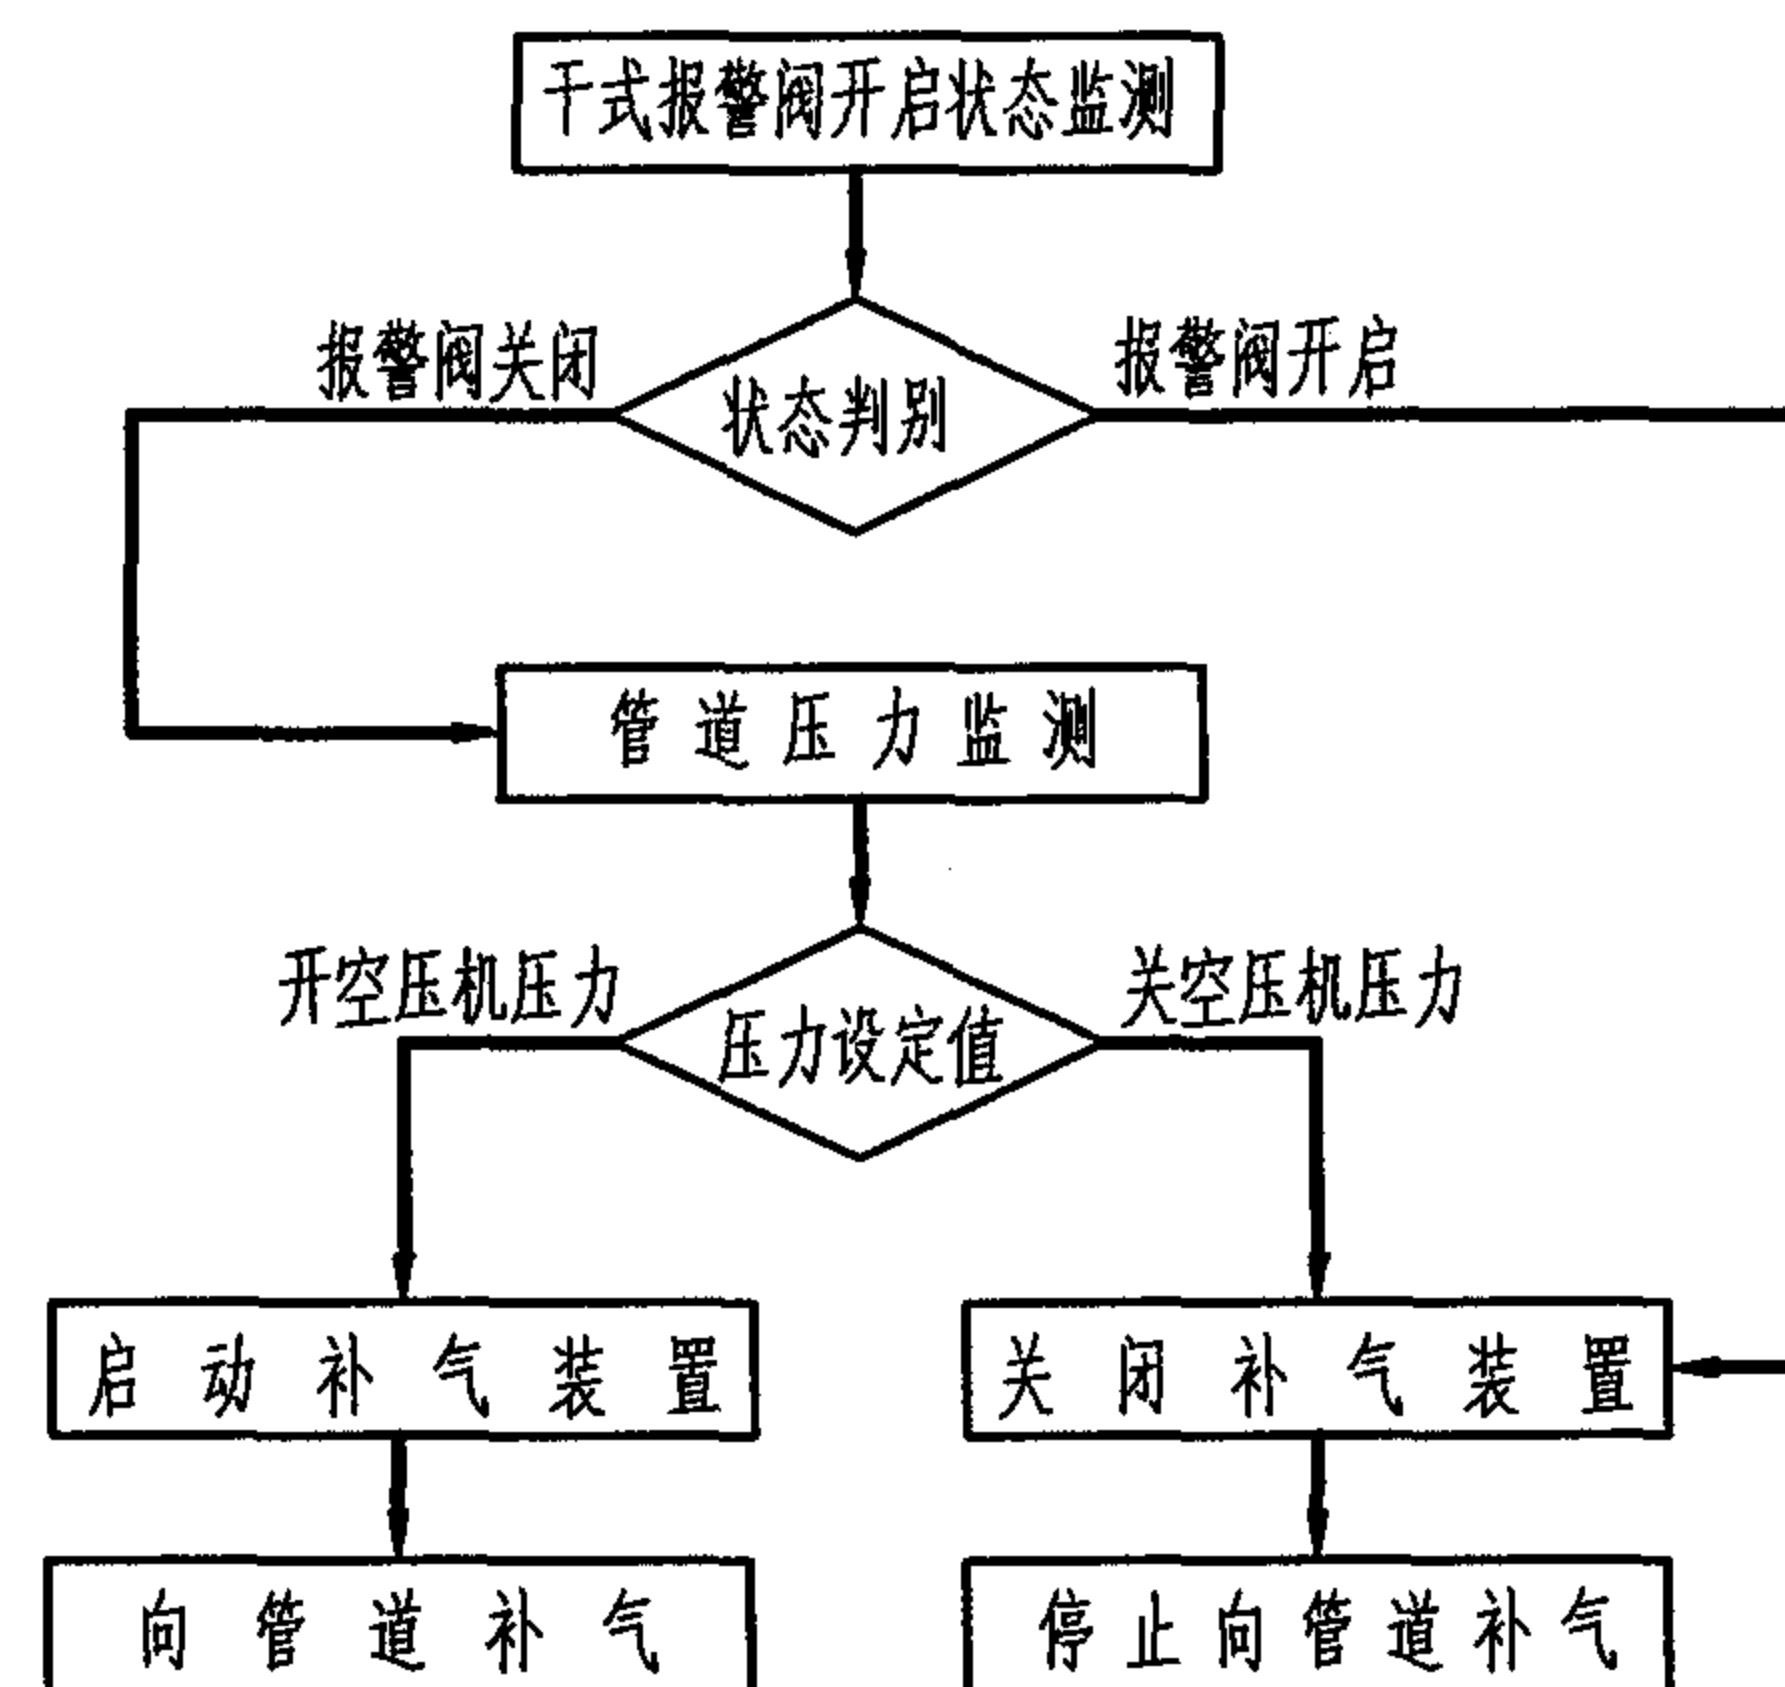 干式报警阀开启状态监测
报警阀关闭
报警阀开启
状态判别
管道压力监测
开空压机压力
关空压机压力
压力设定值
启动补气装置
关闭补气装置
向管道补气
停止向管道补气